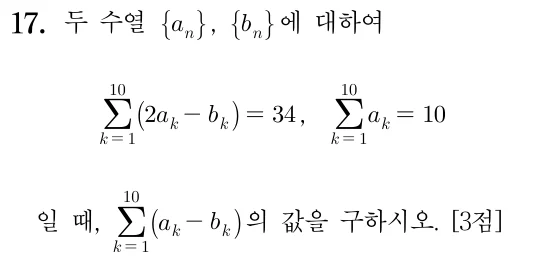 17. 두 수열 {aₙ}, {bₙ}에 대하여
∑_{k=1}^{10}(2aₖ − bₖ) = 34, ∑_{k=1}^{10}aₖ = 10
일 때, ∑_{k=1}^{10}(aₖ − bₖ)의 값을 구하시오. [3점]